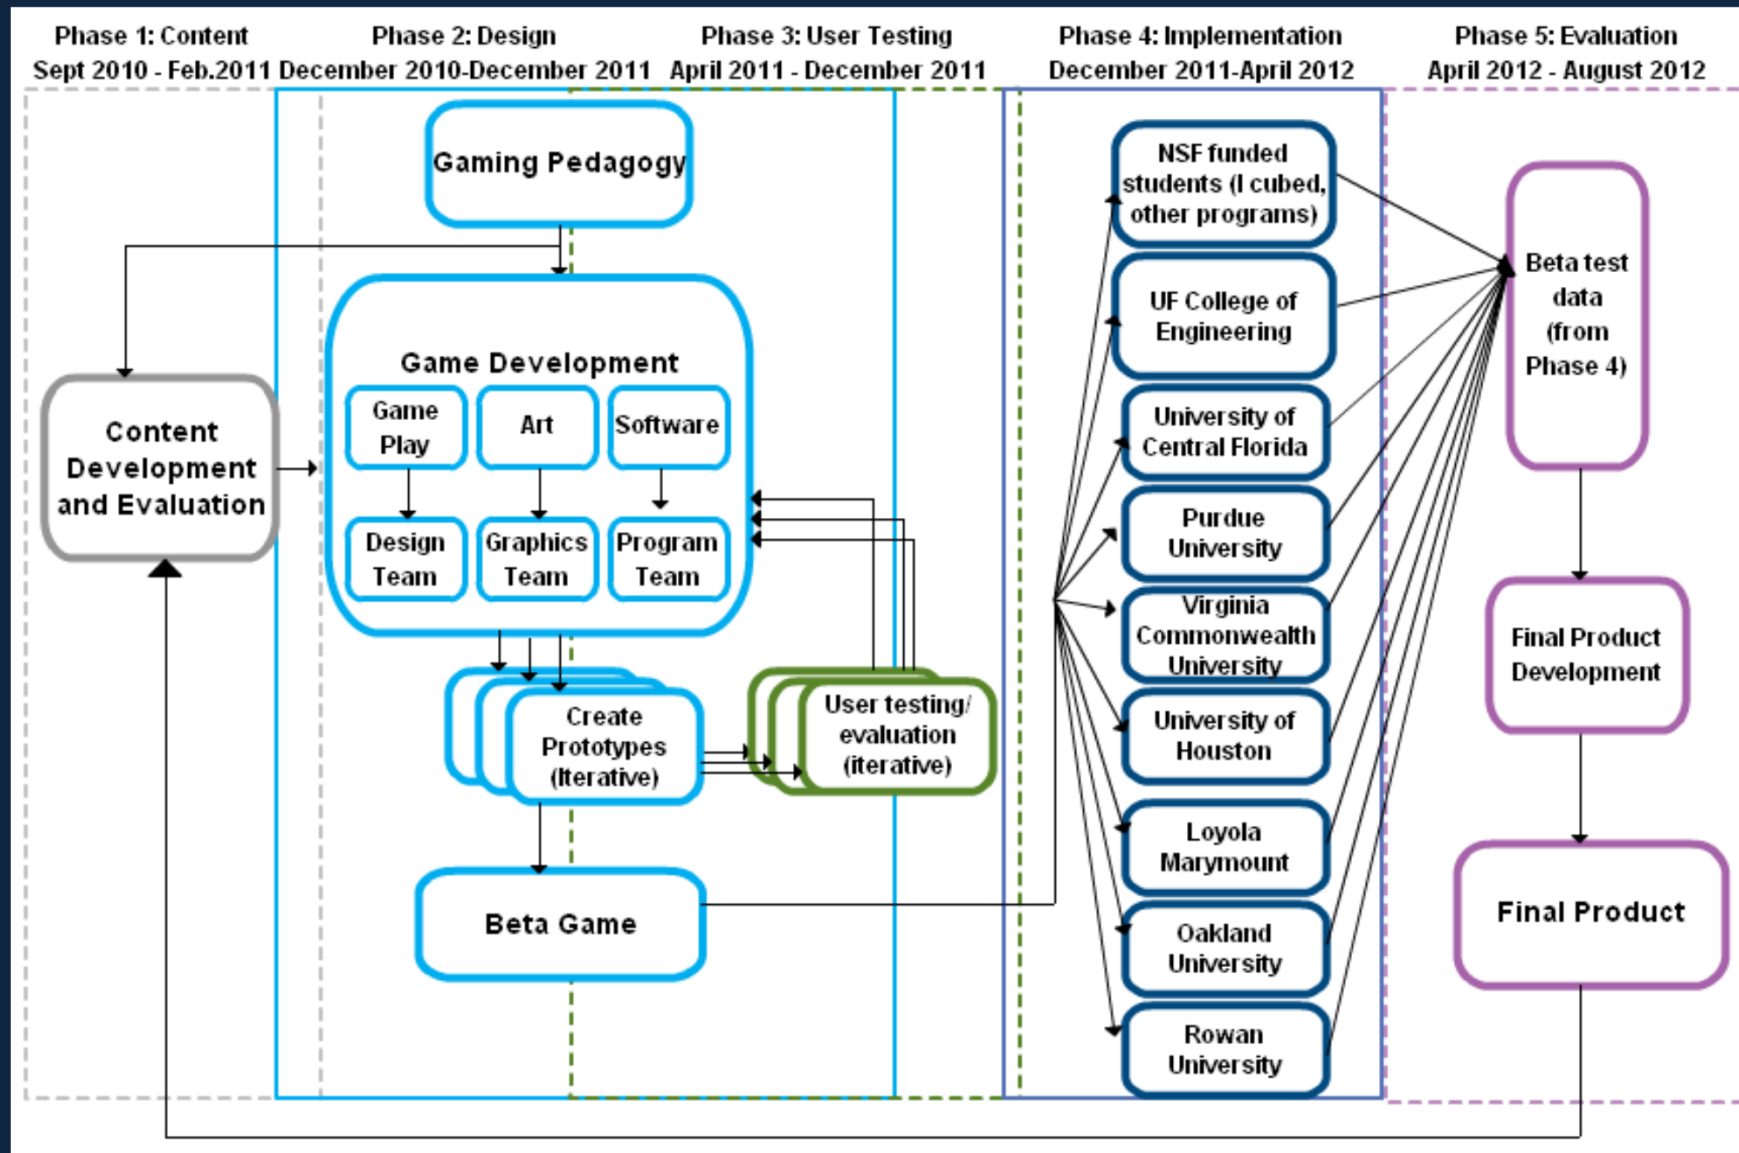 Phase 1: Content
Sept 2010 - Feb.2011
Phase 2: Design
December 2010-December 2011
Phase 3: User Testing
April 2011 - December 2011
Phase 4: Implementation
December 2011-April 2012
Phase 5: Evaluation
April 2012 - August 2012
Content
Development
and Evaluation
Gaming Pedagogy
Game Development
Game
Play
Art
Software
Design
Team
Graphics
Team
Program
Team
Create
Prototypes
(Iterative)
User testing/
evaluation
(iterative)
Beta Game
NSF funded
students (I cubed,
other programs)
UF College of
Engineering
University of
Central Florida
Purdue
University
Virginia
Commonwealth
University
University of
Houston
Loyola
Marymount
Oakland
University
Rowan
University
Beta test
data
(from
Phase 4)
Final Product
Development
Final Product